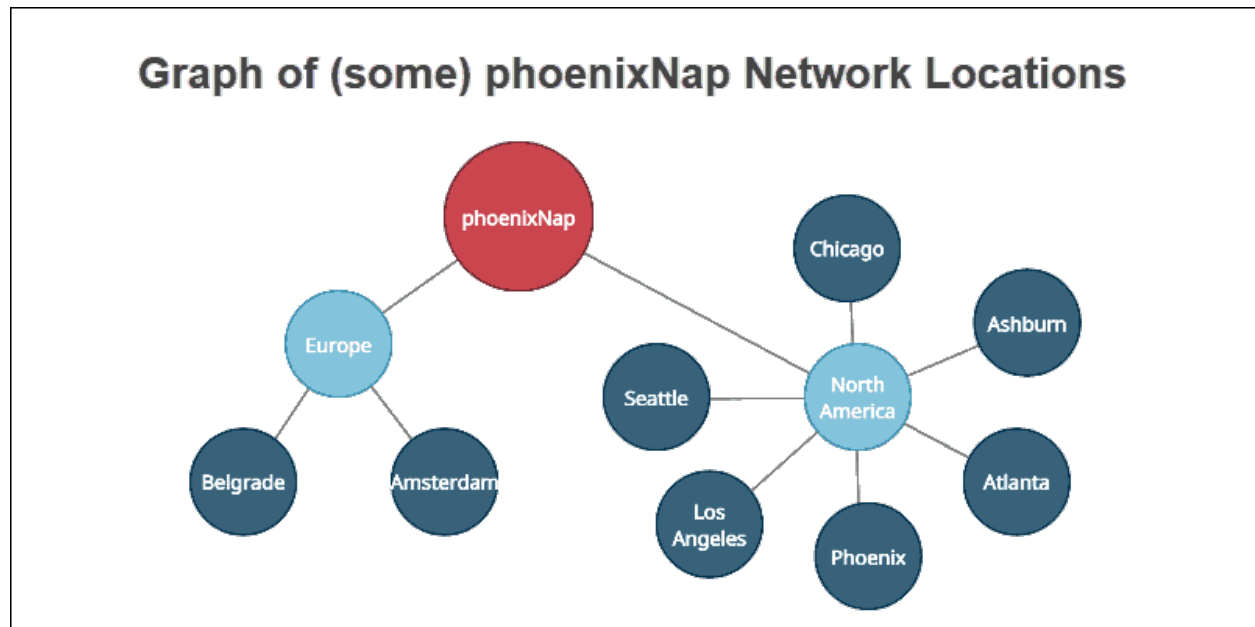 Graph of (some) phoenixNap Network Locations
phoenixNap
Chicago
Ashburn
Europe
North
America
Seattle
Belgrade
Amsterdam
Atlanta
Los
Angeles
Phoenix